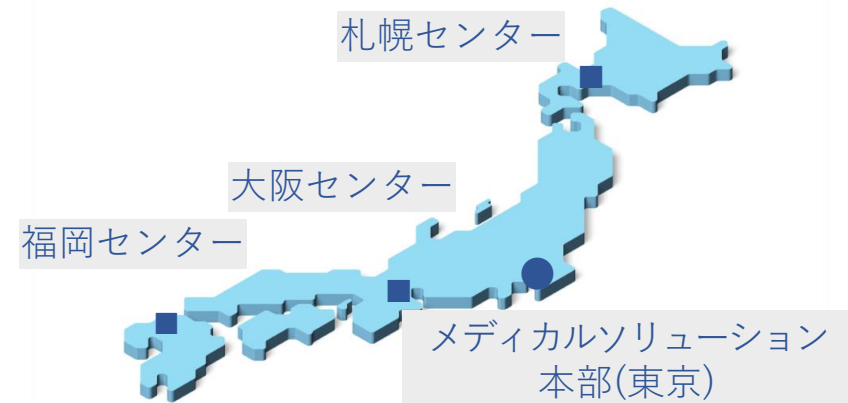 札幌センター
大阪センター
福岡センター
メディカルソリューション
本部(東京)